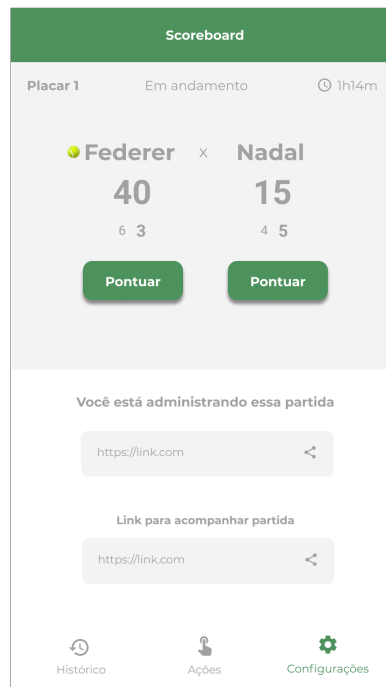 Scoreboard
Placar 1 Em andamento 1h14m
Federer x Nadal
40 15
6 3 4 5
Pontuar Pontuar
Você está administrando essa partida
https://link.com
Link para acompanhar partida
https://link.com
Histórico Ações Configurações